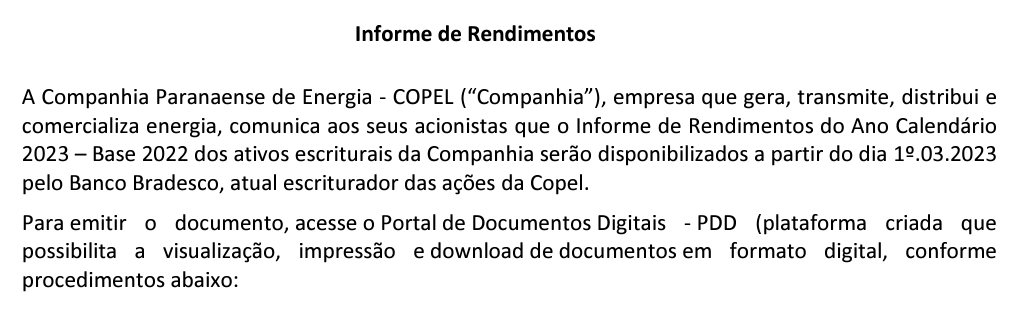 Informe de Rendimentos
A Companhia Paranaense de Energia - COPEL (“Companhia”), empresa que gera, transmite, distribui e
comercializa energia, comunica aos seus acionistas que o Informe de Rendimentos do Ano Calendário
2023 – Base 2022 dos ativos escriturais da Companhia serão disponibilizados a partir do dia 1º.03.2023
pelo Banco Bradesco, atual escriturador das ações da Copel.
Para emitir o documento, acesse o Portal de Documentos Digitais - PDD (plataforma criada que
possibilita a visualização, impressão e download de documentos em formato digital, conforme
procedimentos abaixo: